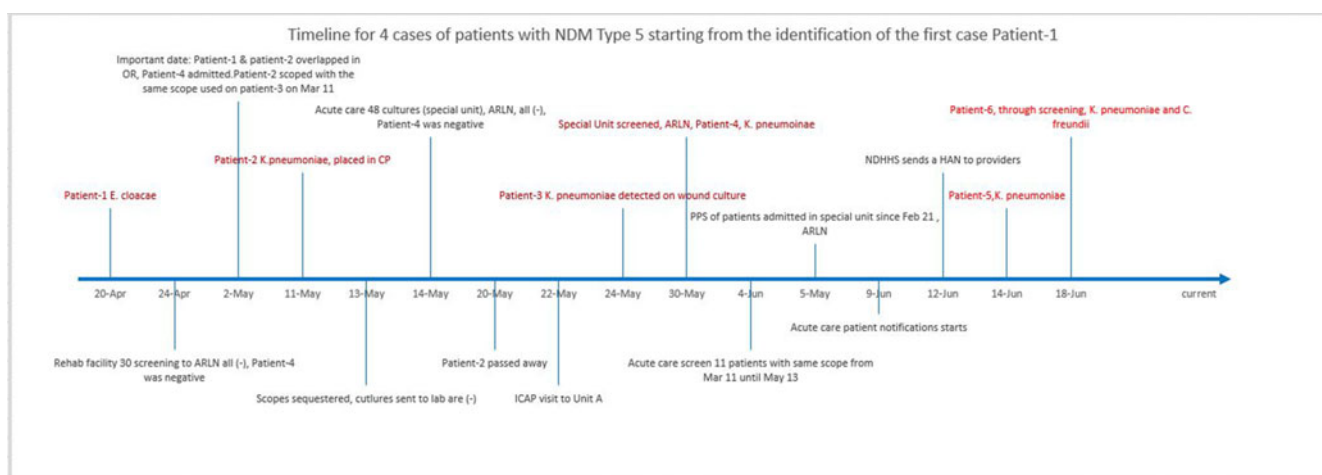 Timeline for 4 cases of patients with NDM Type 5 starting from the identification of the first case Patient-1
Important date: Patient-1 & patient-2 overlapped in
OR, Patient-4 admitted.Patient-2 scoped with the
same scope used on patient-3 on Mar 11
Acute care 48 cultures (special unit), ARLN, all (-),
Patient-4 was negative
Special Unit screened, ARLN, Patient-4, K. pneumoinae
Patient-6, through screening, K. pneumoniae and C.
freundii
Patient-2 K.pneumoniae, placed in CP
NDHHS sends a HAN to providers
Patient-1 E. cloacae
Patient-3 K. pneumoniae detected on wound culture
Patient-5,K. pneumoniae
PPS of patients admitted in special unit since Feb 21 ,
ARLN
20-Apr
24-Apr
2-May
11-May
13-May
14-May
20-May
22-May
24-May
30-May
4-Jun
5-May
9-Jun
12-Jun
14-Jun
18-Jun
current
Acute care patient notifications starts
Rehab facility 30 screening to ARLN all (-), Patient-4
was negative
Patient-2 passed away
Acute care screen 11 patients with same scope from
Mar 11 until May 13
Scopes sequestered, cutlures sent to lab are (-)
ICAP visit to Unit A